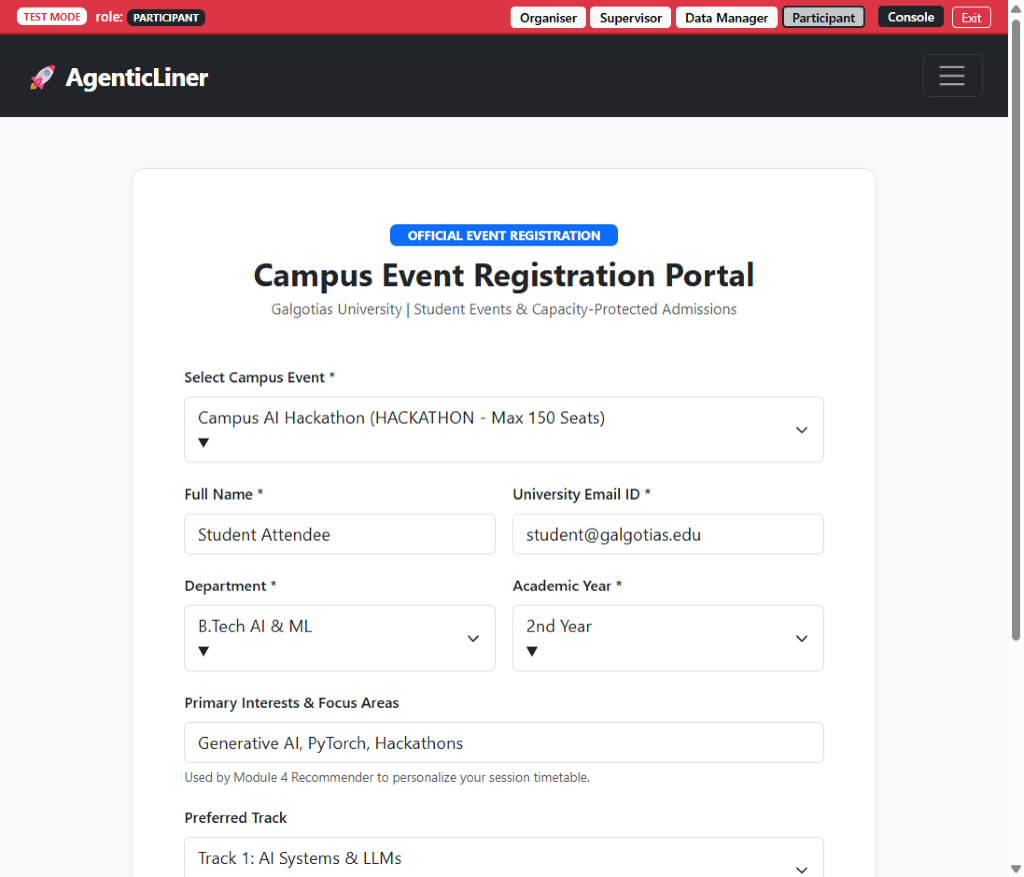 TEST MODE role: PARTICIPANT Organiser Supervisor Data Manager Participant Console Exit
🚀 AgenticLiner
OFFICIAL EVENT REGISTRATION
Campus Event Registration Portal
Galgotias University | Student Events & Capacity-Protected Admissions
Select Campus Event *
Campus AI Hackathon (HACKATHON - Max 150 Seats)
▼
Full Name * University Email ID *
Student Attendee student@galgotias.edu
Department * Academic Year *
B.Tech AI & ML 2nd Year
▼ ▼
Primary Interests & Focus Areas
Generative AI, PyTorch, Hackathons
Used by Module 4 Recommender to personalize your session timetable.
Preferred Track
Track 1: AI Systems & LLMs